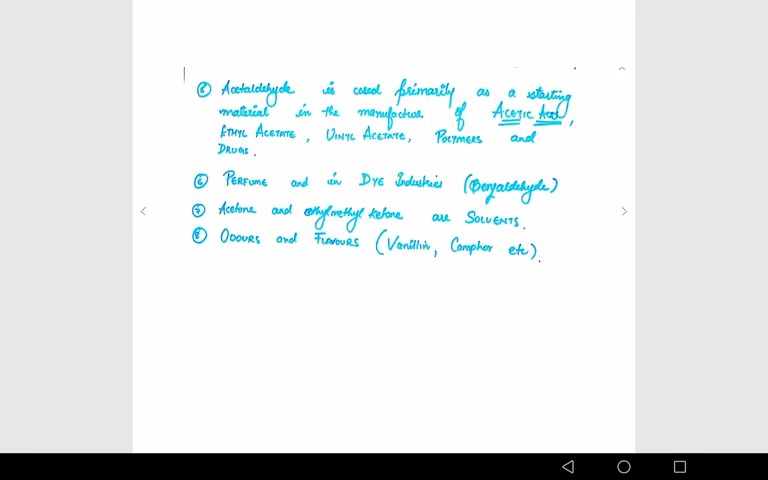 ⑤ Acetaldehyde is used primarily as a starting
material in the manufacture of ACETIC Acid,
ETHYL ACETATE, VINYL ACETATE, POLYMERS and
DRUGS.
⑥ PERFUME and in DYE Industries (Benzaldehyde)
⑦ Acetone and ethylmethyl ketone are SOLVENTS.
⑧ ODOURS and FLAVOURS (Vanillin, Camphor etc).